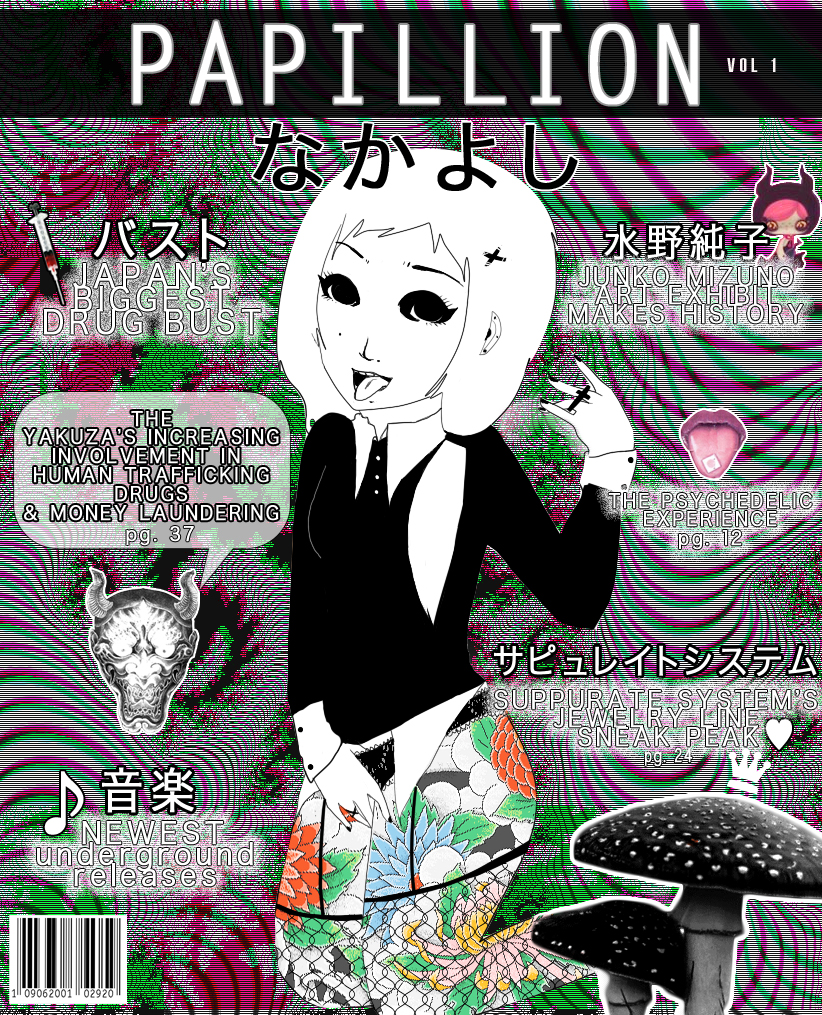 PAPILLION
VOL 1
なかよし
バスト
JAPAN'S
BIGGEST
DRUG BUST
水野純子
JUNKO MIZUNO
ART EXHIBIT
MAKES HISTORY
THE
YAKUZA'S INCREASING
INVOLVEMENT IN
HUMAN TRAFFICKING
DRUGS
& MONEY LAUNDERING
pg. 37
THE PSYCHEDELIC
EXPERIENCE
pg. 12
サピュレイトシステム
SUPPURATE SYSTEM'S
JEWELRY LINE
SNEAK PEAK
pg. 24
音楽
NEWEST
underground
releases
1 09062001 02920